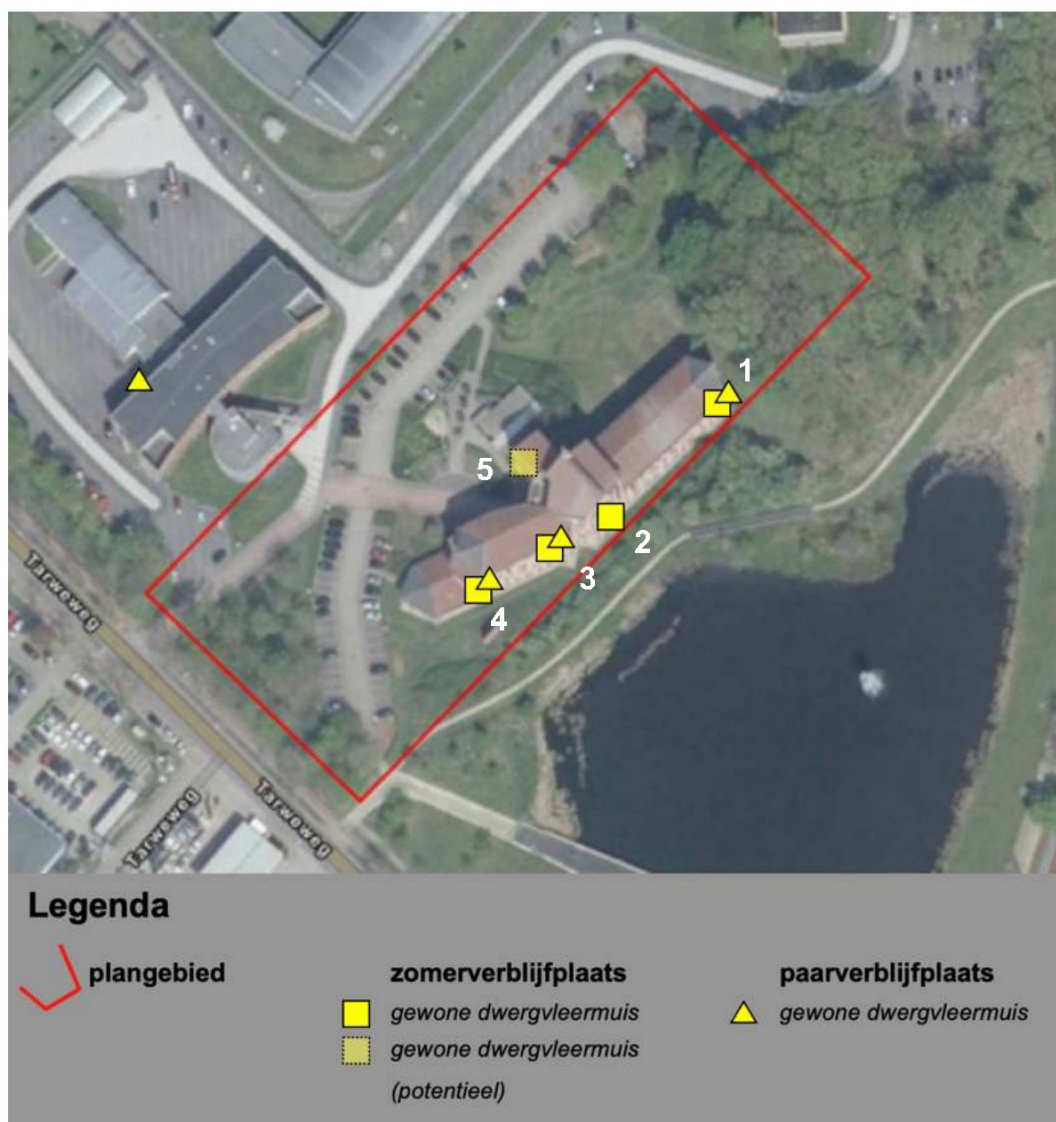 1
5
2
3
4
Tarweweg
Tarweweg
Tarweweg
Legenda
plangebied
zomerverblijfplaats
gewone dwergvleermuis
gewone dwergvleermuis
(potentieel)
paarverblijfplaats
gewone dwergvleermuis